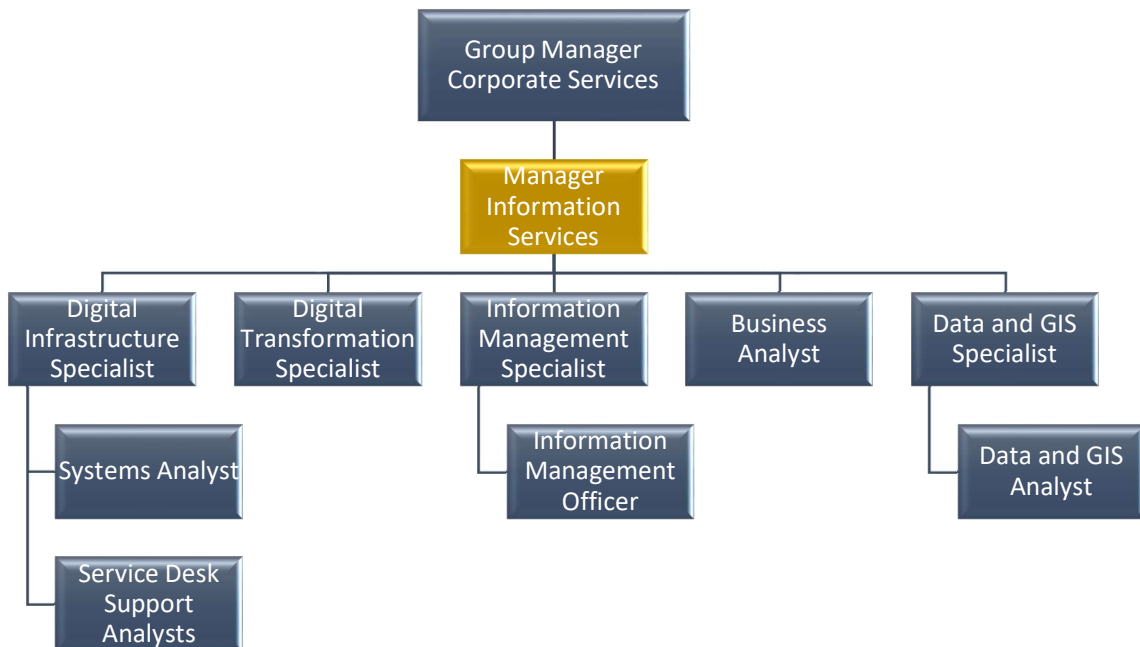 Group Manager
Corporate Services
Manager
Information
Services
Digital
Infrastructure
Specialist
Digital
Transformation
Specialist
Information
Management
Specialist
Business
Analyst
Data and GIS
Specialist
Systems Analyst
Information
Management
Officer
Data and GIS
Analyst
Service Desk
Support
Analysts